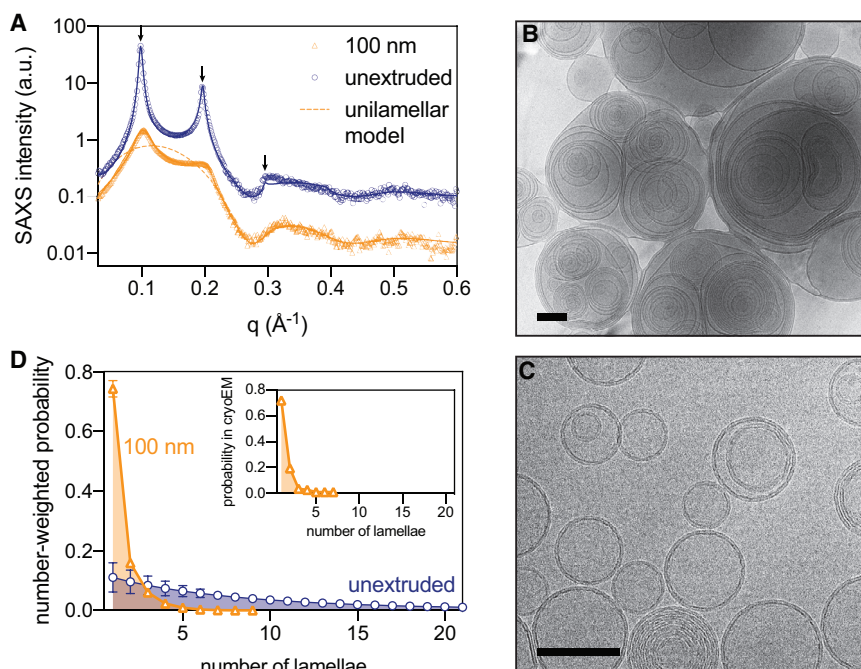 A
100
10
1
0.1
0.01
SAXS intensity (a.u.)
100 nm
unextruded
unilamellar
model
0.1 0.2 0.3 0.4 0.5 0.6
q (Å-1)
B
D
0.8
0.6
0.4
0.2
0.0
number-weighted probability
100 nm
unextruded
5 10 15 20
number of lamellae
0.8
0.6
0.4
0.2
0.0
probability in cryoEM
5 10 15 20
number of lamellae
C